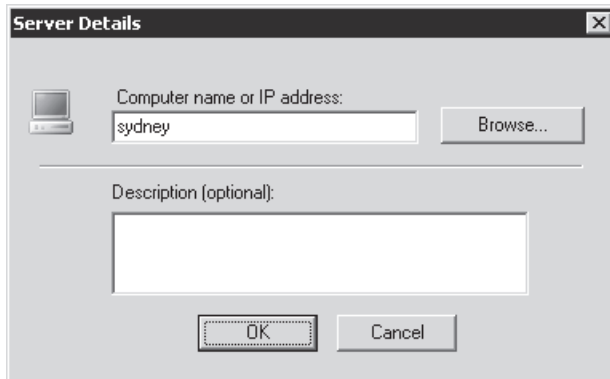 Server Details
Computer name or IP address:
sydney
Browse...
Description (optional):
OK
Cancel